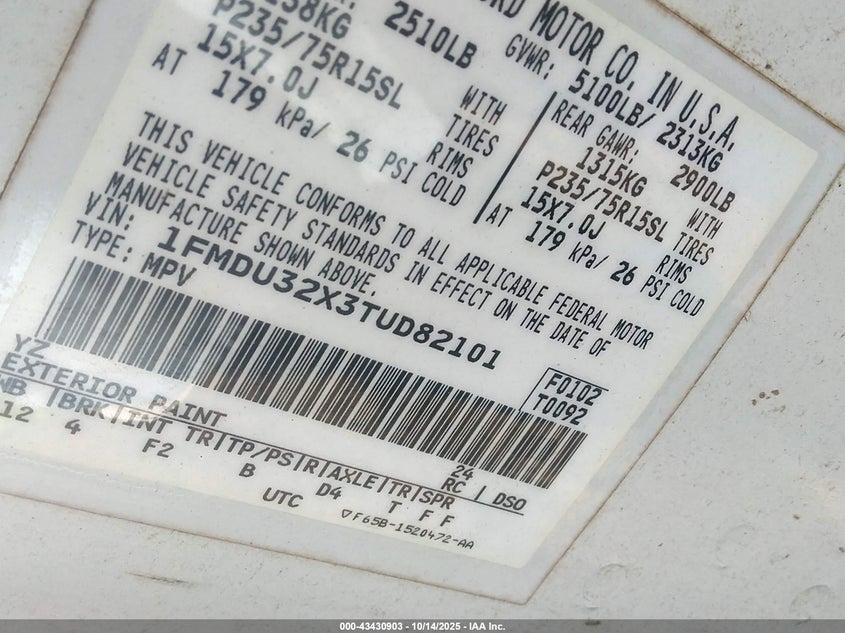 FORD MOTOR CO. IN U.S.A.
GVWR: 5100LB/ 2313KG
2510LB
P235/75R15SL WITH TIRES
15X7.0J RIMS
AT 179 kPa/ 26 PSI COLD
REAR GAWR: 2900LB
1315KG WITH
P235/75R15SL TIRES
15X7.0J RIMS
AT 179 kPa/ 26 PSI COLD
THIS VEHICLE CONFORMS TO ALL APPLICABLE FEDERAL MOTOR
VEHICLE SAFETY STANDARDS IN EFFECT ON THE DATE OF
MANUFACTURE SHOWN ABOVE.
VIN: 1FMDU32X3TUD82101
TYPE: MPV
F0102
T0092
YZ
EXTERIOR PAINT
WB | BRK | INT TR | TP/PS | R | AXLE | TR | SPR
24
RC | DSO
12 4 F2 B D4 T F F
UTC
▽F65B-1520472-AA
000-43430903 - 10/14/2025 - IAA Inc.